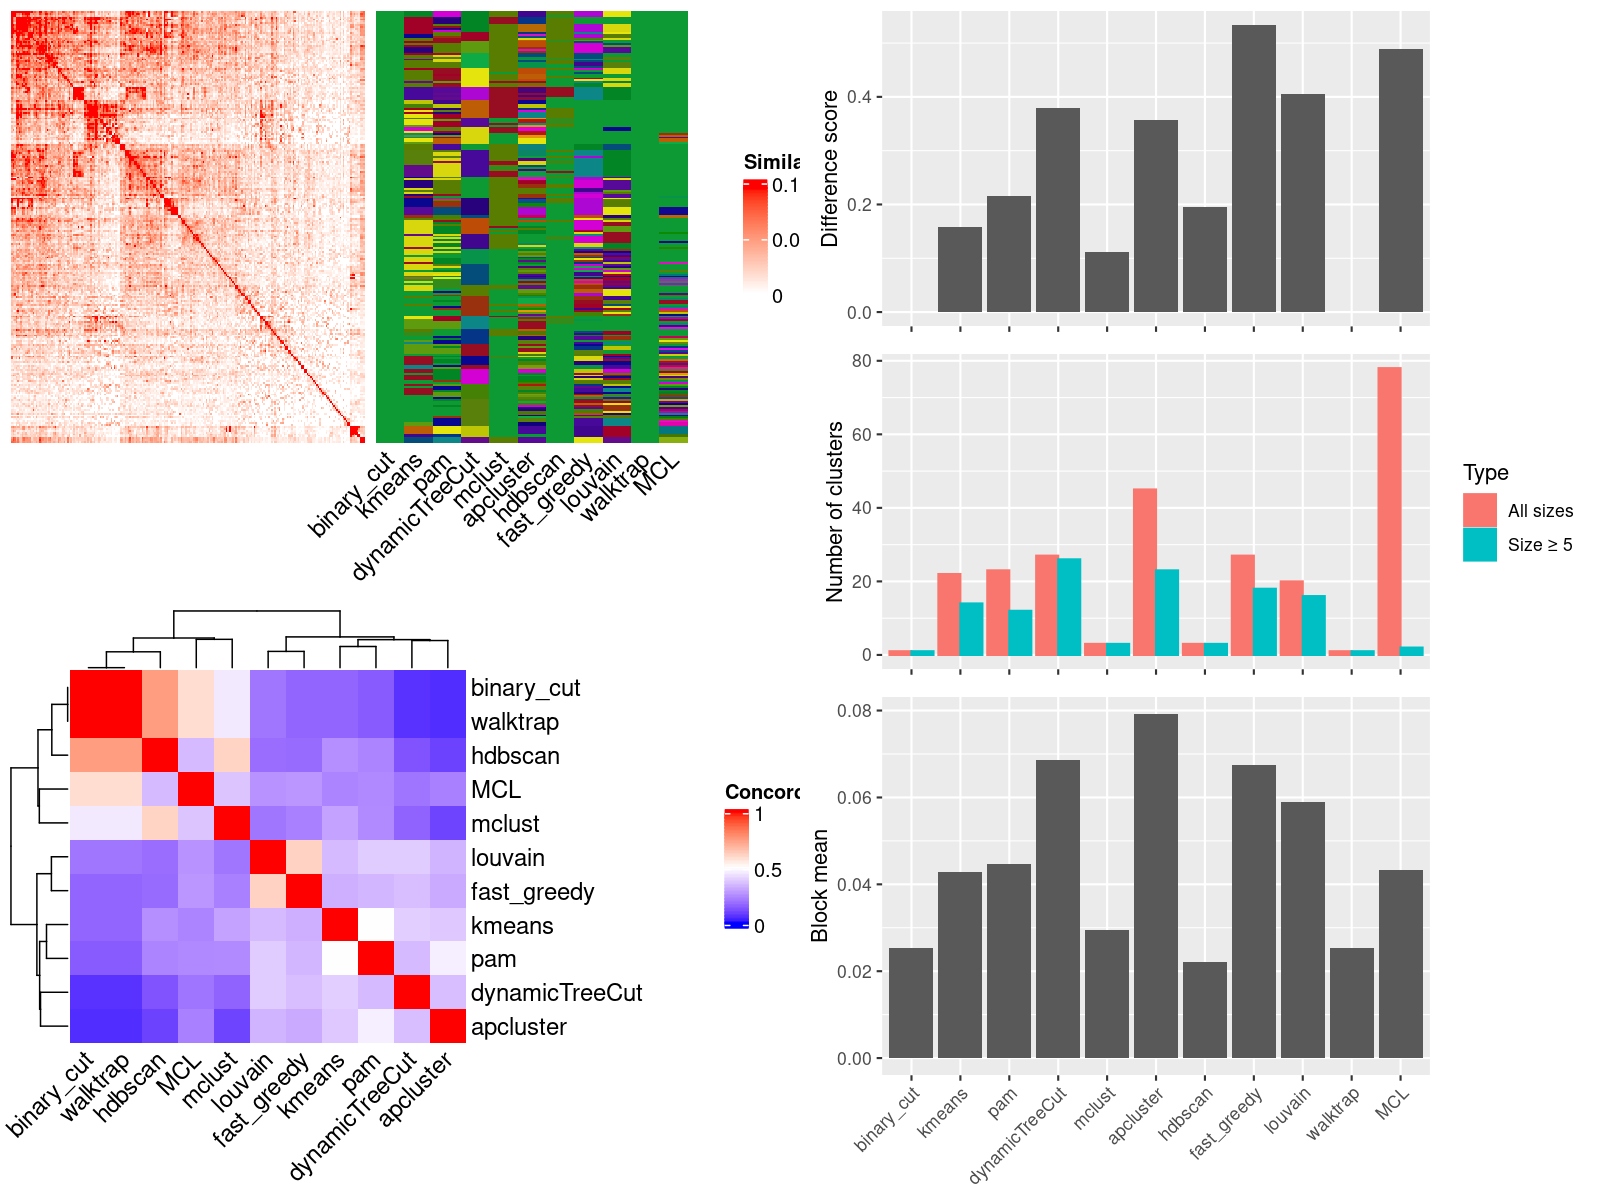 Simila
0.1
0.0
0
binary_cut
kmeans
pam
dynamicTreeCut
mclust
apcluster
hdbscan
fast_greedy
louvain
walktrap
MCL
binary_cut
walktrap
hdbscan
MCL
mclust
louvain
fast_greedy
kmeans
pam
dynamicTreeCut
apcluster
Concord
1
0.5
0
binary_cut
walktrap
hdbscan
MCL
mclust
louvain
fast_greedy
kmeans
pam
dynamicTreeCut
apcluster
Difference score
0.4
0.2
0.0
Number of clusters
80
60
40
20
0
Type
All sizes
Size ≥ 5
Block mean
0.08
0.06
0.04
0.02
0.00
binary_cut
kmeans
pam
dynamicTreeCut
mclust
apcluster
hdbscan
fast_greedy
louvain
walktrap
MCL